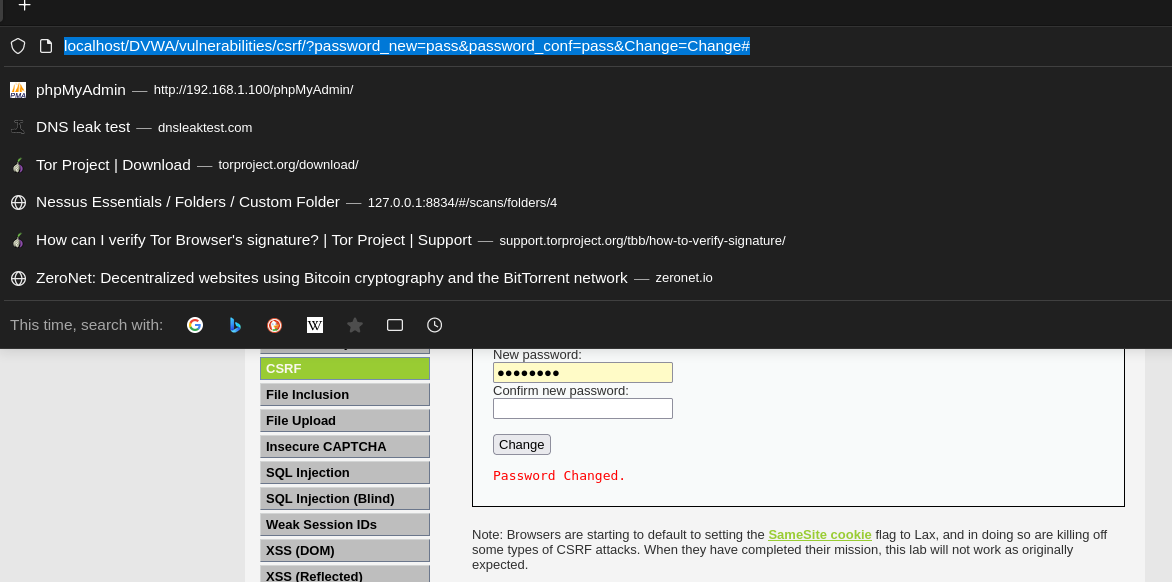 localhost/DVWA/vulnerabilities/csrf/?password_new=pass&password_conf=pass&Change=Change#
phpMyAdmin — http://192.168.1.100/phpMyAdmin/
DNS leak test — dnsleaktest.com
Tor Project | Download — torproject.org/download/
Nessus Essentials / Folders / Custom Folder — 127.0.0.1:8834/#/scans/folders/4
How can I verify Tor Browser's signature? | Tor Project | Support — support.torproject.org/tbb/how-to-verify-signature/
ZeroNet: Decentralized websites using Bitcoin cryptography and the BitTorrent network — zeronet.io
This time, search with: G W
CSRF
File Inclusion
File Upload
Insecure CAPTCHA
SQL Injection
SQL Injection (Blind)
Weak Session IDs
XSS (DOM)
XSS (Reflected)
New password:
●●●●●●●●
Confirm new password:
Change
Password Changed.
Note: Browsers are starting to default to setting the SameSite cookie flag to Lax, and in doing so are killing off
some types of CSRF attacks. When they have completed their mission, this lab will not work as originally
expected.